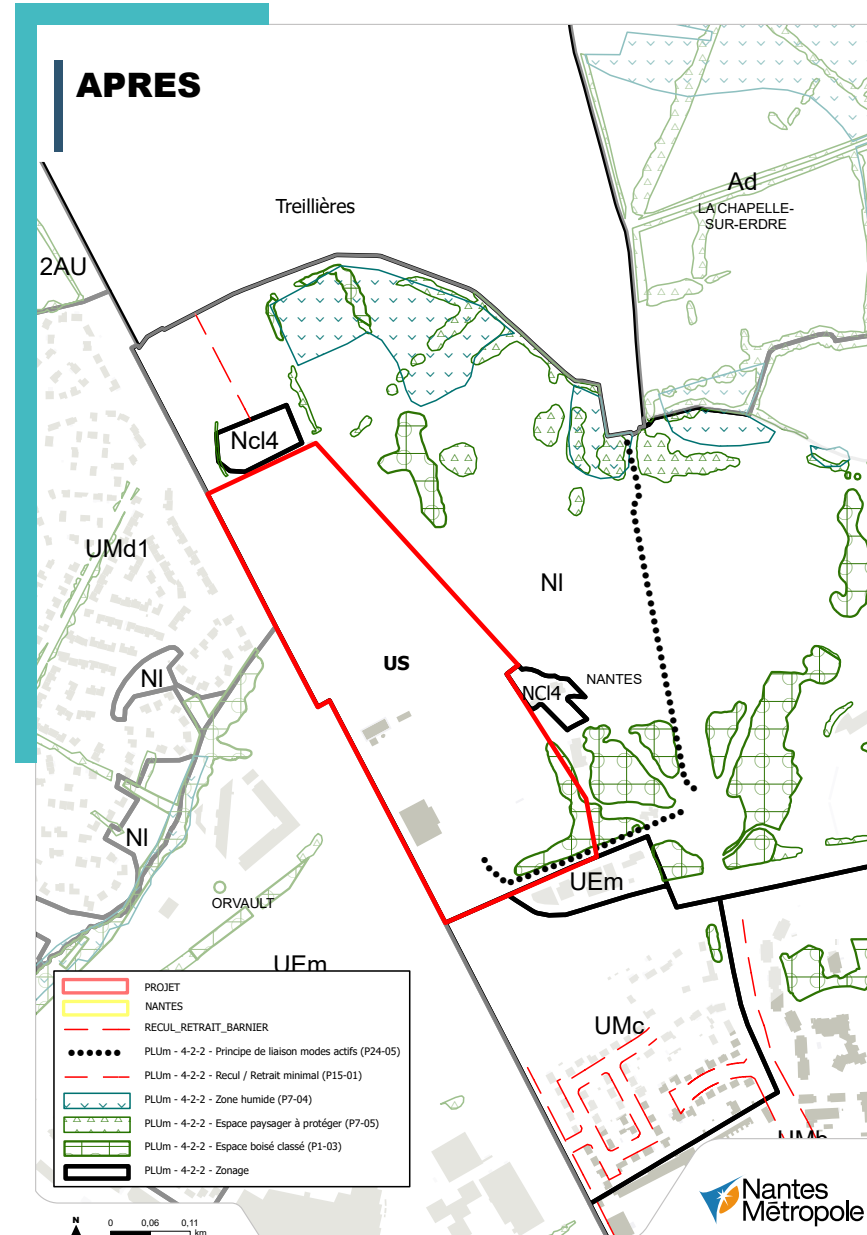 APRES
Treillières
Ad
LA CHAPELLE-
SUR-ERDRE
2AU
Ncl4
UMd1
Nl
US
Nl
NANTES
NCl4
Nl
UEm
ORVAULT
UEm
UMc
UMb
PROJET
NANTES
RECUL_RETRAIT_BARNIER
PLUm - 4-2-2 - Principe de liaison modes actifs (P24-05)
PLUm - 4-2-2 - Recul / Retrait minimal (P15-01)
PLUm - 4-2-2 - Zone humide (P7-04)
PLUm - 4-2-2 - Espace paysager à protéger (P7-05)
PLUm - 4-2-2 - Espace boisé classé (P1-03)
PLUm - 4-2-2 - Zonage
N
0 0,06 0,11
km
Nantes
Métropole